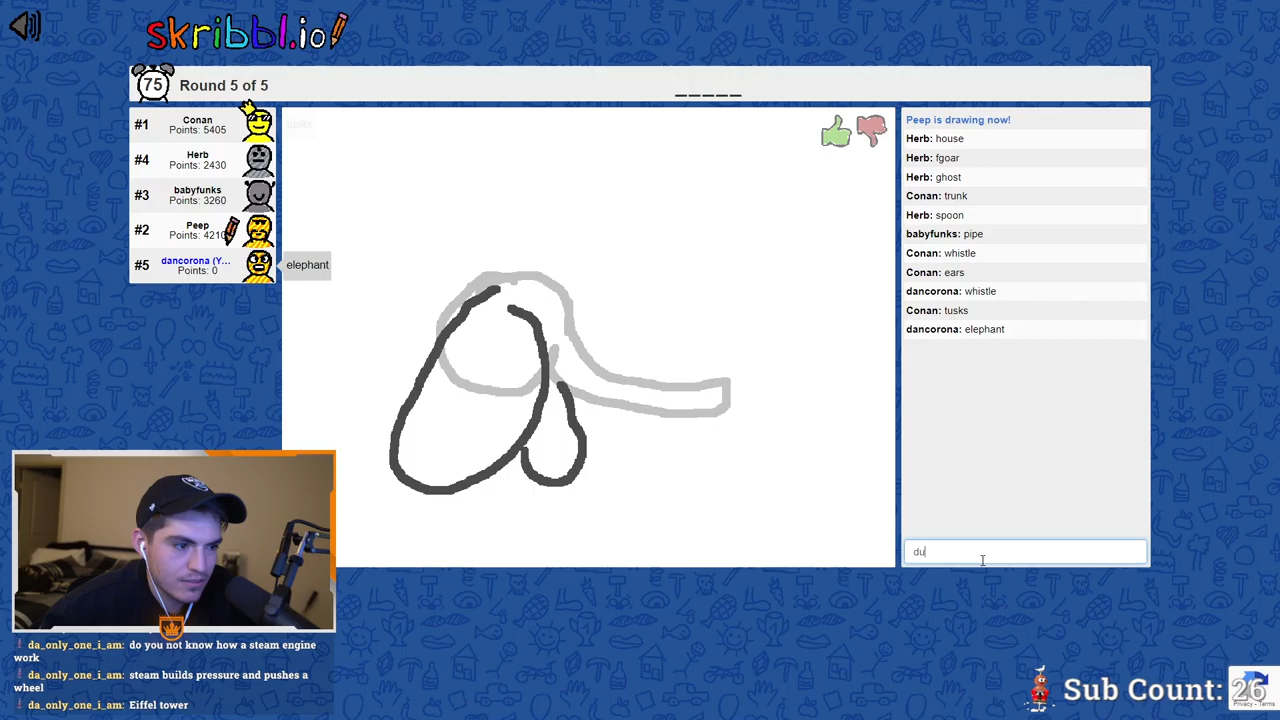 skribbl.io
75
Round 5 of 5
_ _ _ _ _
#1
Conan
Points: 5405
#4
Herb
Points: 2430
#3
babyfunks
Points: 3260
#2
Peep
Points: 4210
#5
dancorona (Y...
Points: 0
tusks
elephant
Peep is drawing now!
Herb: house
Herb: fgoar
Herb: ghost
Conan: trunk
Herb: spoon
babyfunks: pipe
Conan: whistle
Conan: ears
dancorona: whistle
Conan: tusks
dancorona: elephant
du
da_only_one_i_am: do you not know how a steam engine
work
da_only_one_i_am: steam builds pressure and pushes a
wheel
da_only_one_i_am: Eiffel tower
Sub Count: 26
Privacy - Terms